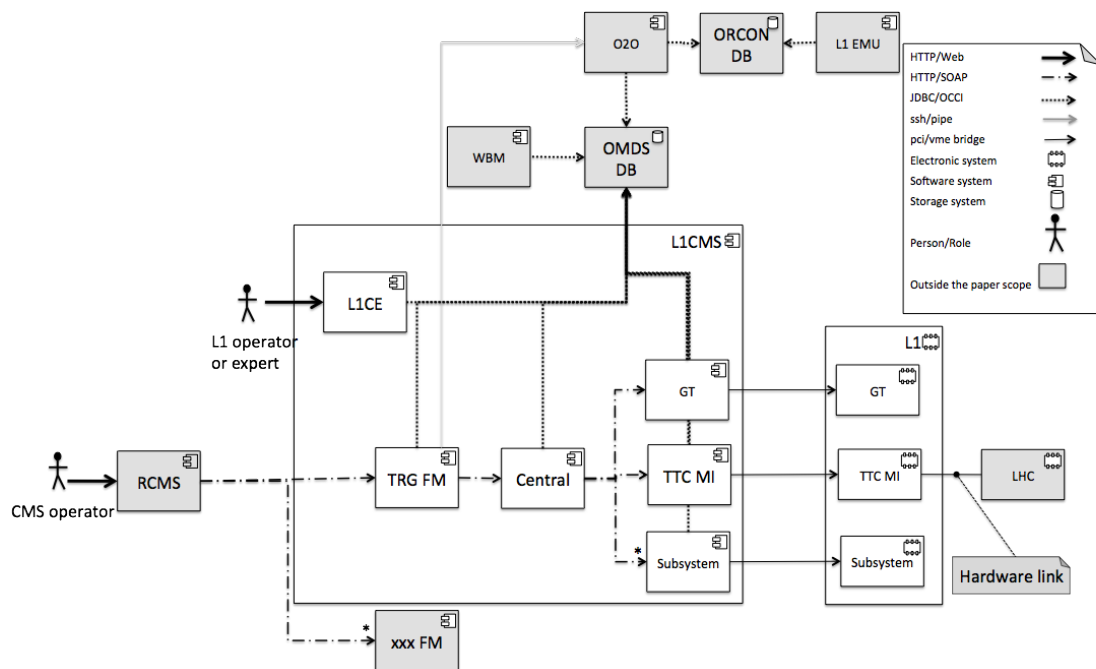 O2O
ORCON
DB
L1 EMU
HTTP/Web
HTTP/SOAP
JDBC/OCCI
ssh/pipe
pci/vme bridge
Electronic system
Software system
Storage system
Person/Role
Outside the paper scope
WBM
OMDS
DB
L1CMS
L1CE
L1 operator
or expert
L1
GT
GT
RCMS
CMS operator
TRG FM
Central
TTC MI
TTC MI
LHC
*
Subsystem
Subsystem
Hardware link
*
xxx FM